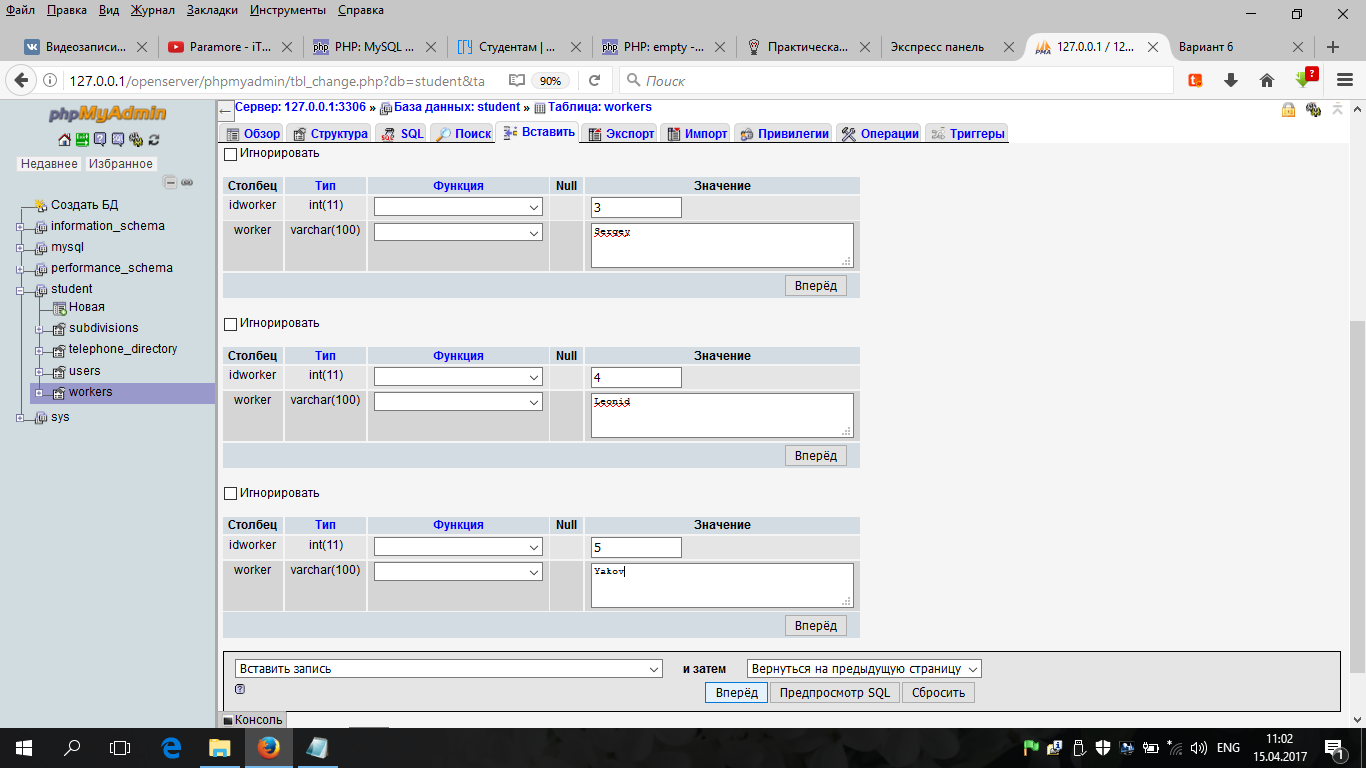 Файл Правка Вид Журнал Закладки Инструменты Справка
Видеозаписи... Paramore - iT... PHP: MySQL ... Студентам | ... PHP: empty -... Практическа... Экспресс панель 127.0.0.1 / 12... Вариант 6
127.0.0.1/openserver/phpmyadmin/tbl_change.php?db=student&ta 90% Поиск
phpMyAdmin
Недавнее Избранное
Создать БД
information_schema
mysql
performance_schema
student
Новая
subdivisions
telephone_directory
users
workers
sys
Сервер: 127.0.0.1:3306 » База данных: student » Таблица: workers
Обзор Структура SQL Поиск Вставить Экспорт Импорт Привилегии Операции Триггеры
Игнорировать
Столбец Тип Функция Null Значение
idworker int(11) 3
worker varchar(100) Sergey
Вперёд
Игнорировать
Столбец Тип Функция Null Значение
idworker int(11) 4
worker varchar(100) Leonid
Вперёд
Игнорировать
Столбец Тип Функция Null Значение
idworker int(11) 5
worker varchar(100) Yakov
Вперёд
Вставить запись и затем Вернуться на предыдущую страницу
Вперёд Предпросмотр SQL Сбросить
Консоль
ENG 11:02
15.04.2017 1